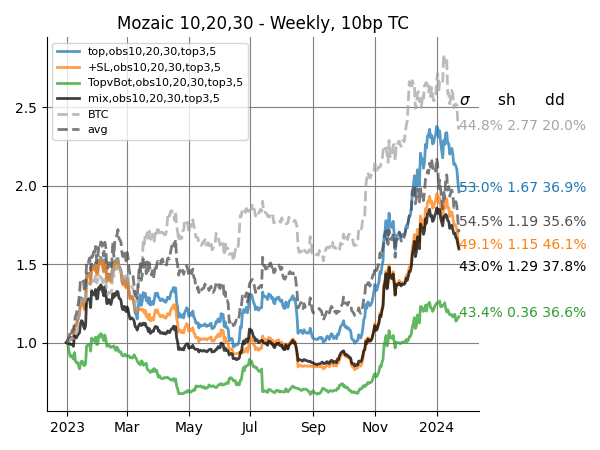 Mozaic 10,20,30 - Weekly, 10bp TC
top,obs10,20,30,top3,5
+SL,obs10,20,30,top3,5
TopvBot,obs10,20,30,top3,5
mix,obs10,20,30,top3,5
BTC
avg
σ sh dd
44.8% 2.77 20.0%
53.0% 1.67 36.9%
54.5% 1.19 35.6%
49.1% 1.15 46.1%
43.0% 1.29 37.8%
43.4% 0.36 36.6%
2.5
2.0
1.5
1.0
2023 Mar May Jul Sep Nov 2024